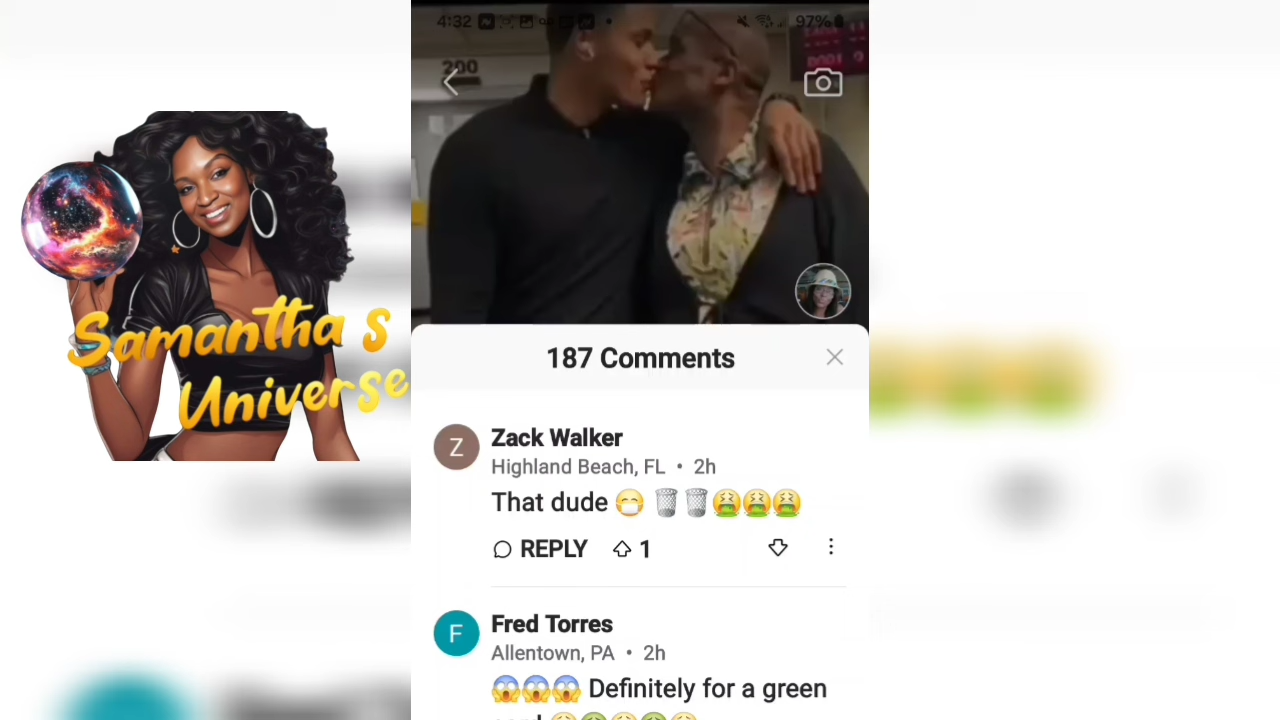 4:32
97%
200
Samantha s
Universe
187 Comments
Z
Zack Walker
Highland Beach, FL • 2h
That dude 😷 🗑️🗑️🤮🤮🤮
REPLY 1
F
Fred Torres
Allentown, PA • 2h
😱😱😱 Definitely for a green